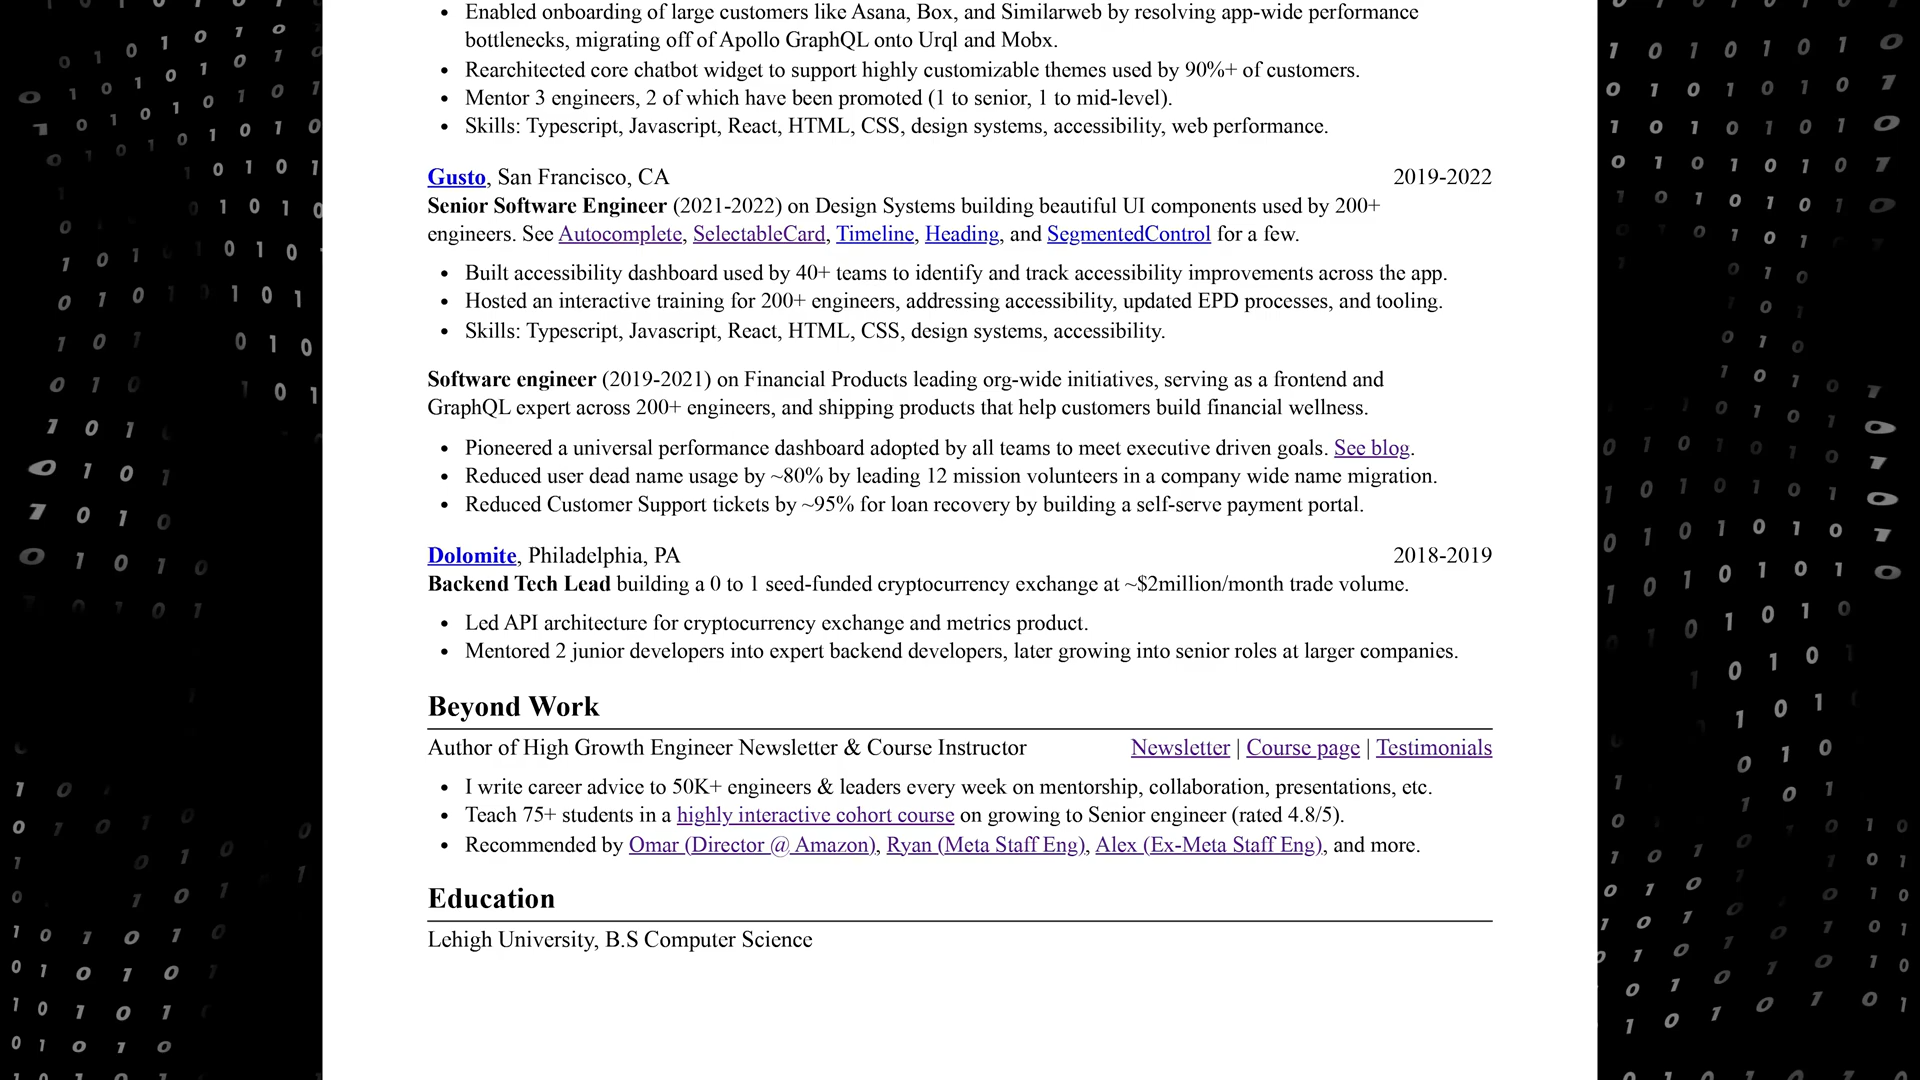 Enabled onboarding of large customers like Asana, Box, and Similarweb by resolving app-wide performance
bottlenecks, migrating off of Apollo GraphQL onto Urql and Mobx.
Rearchitected core chatbot widget to support highly customizable themes used by 90%+ of customers.
Mentor 3 engineers, 2 of which have been promoted (1 to senior, 1 to mid-level).
Skills: Typescript, Javascript, React, HTML, CSS, design systems, accessibility, web performance.
Gusto, San Francisco, CA 2019-2022
Senior Software Engineer (2021-2022) on Design Systems building beautiful UI components used by 200+
engineers. See Autocomplete, SelectableCard, Timeline, Heading, and SegmentedControl for a few.
Built accessibility dashboard used by 40+ teams to identify and track accessibility improvements across the app.
Hosted an interactive training for 200+ engineers, addressing accessibility, updated EPD processes, and tooling.
Skills: Typescript, Javascript, React, HTML, CSS, design systems, accessibility.
Software engineer (2019-2021) on Financial Products leading org-wide initiatives, serving as a frontend and
GraphQL expert across 200+ engineers, and shipping products that help customers build financial wellness.
Pioneered a universal performance dashboard adopted by all teams to meet executive driven goals. See blog.
Reduced user dead name usage by ~80% by leading 12 mission volunteers in a company wide name migration.
Reduced Customer Support tickets by ~95% for loan recovery by building a self-serve payment portal.
Dolomite, Philadelphia, PA 2018-2019
Backend Tech Lead building a 0 to 1 seed-funded cryptocurrency exchange at ~$2million/month trade volume.
Led API architecture for cryptocurrency exchange and metrics product.
Mentored 2 junior developers into expert backend developers, later growing into senior roles at larger companies.
Beyond Work
Author of High Growth Engineer Newsletter & Course Instructor Newsletter | Course page | Testimonials
I write career advice to 50K+ engineers & leaders every week on mentorship, collaboration, presentations, etc.
Teach 75+ students in a highly interactive cohort course on growing to Senior engineer (rated 4.8/5).
Recommended by Omar (Director @ Amazon), Ryan (Meta Staff Eng), Alex (Ex-Meta Staff Eng), and more.
Education
Lehigh University, B.S Computer Science